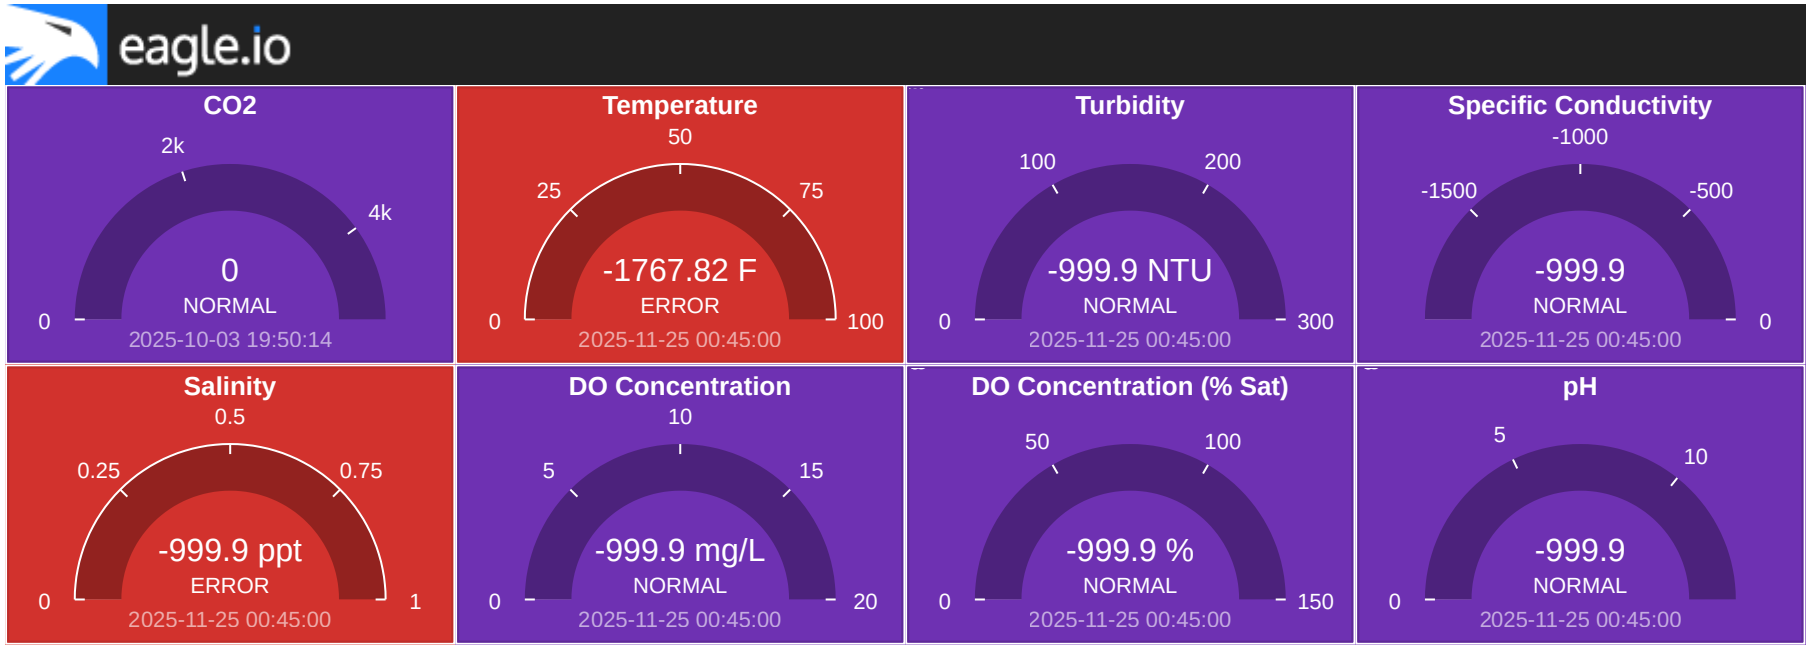 eagle.io
CO2
2k
4k
0
NORMAL
0
2025-10-03 19:50:14
Temperature
50
25
75
-1767.82 F
ERROR
0
100
2025-11-25 00:45:00
Turbidity
100
200
-999.9 NTU
NORMAL
0
300
2025-11-25 00:45:00
Specific Conductivity
-1000
-1500
-500
-999.9
NORMAL
0
2025-11-25 00:45:00
Salinity
0.5
0.25
0.75
-999.9 ppt
ERROR
0
1
2025-11-25 00:45:00
DO Concentration
10
5
15
-999.9 mg/L
NORMAL
0
20
2025-11-25 00:45:00
DO Concentration (% Sat)
50
100
-999.9 %
NORMAL
0
150
2025-11-25 00:45:00
pH
5
10
-999.9
NORMAL
0
2025-11-25 00:45:00